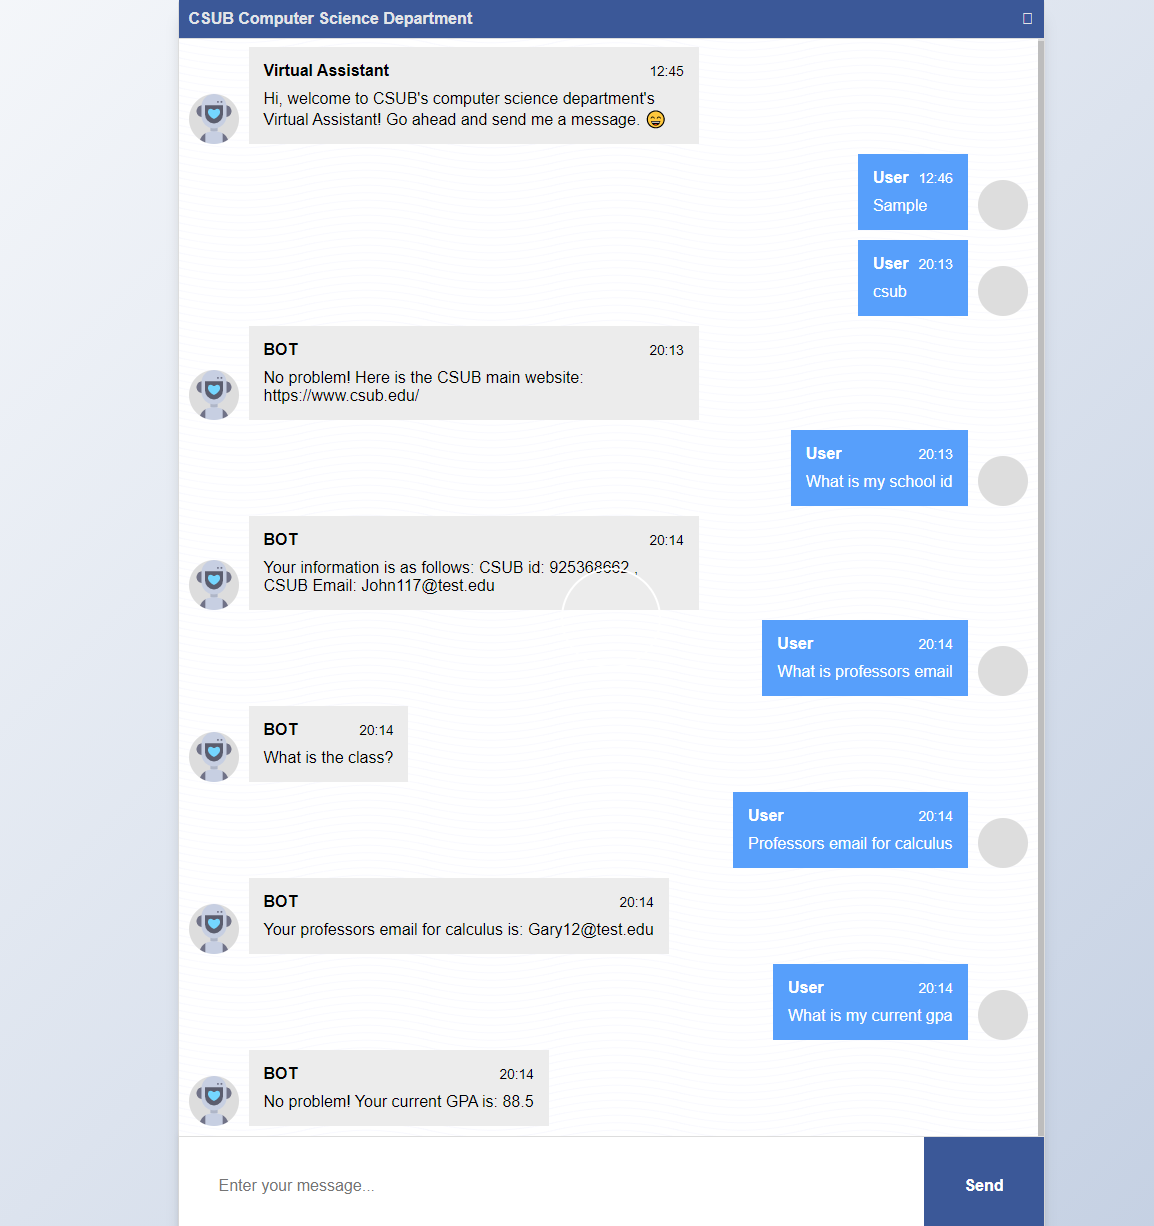 CSUB Computer Science Department
Virtual Assistant 12:45
Hi, welcome to CSUB's computer science department's
Virtual Assistant! Go ahead and send me a message. 😄
User 12:46
Sample
User 20:13
csub
BOT 20:13
No problem! Here is the CSUB main website:
https://www.csub.edu/
User 20:13
What is my school id
BOT 20:14
Your information is as follows: CSUB id: 925368662 ,
CSUB Email: John117@test.edu
User 20:14
What is professors email
BOT 20:14
What is the class?
User 20:14
Professors email for calculus
BOT 20:14
Your professors email for calculus is: Gary12@test.edu
User 20:14
What is my current gpa
BOT 20:14
No problem! Your current GPA is: 88.5
Enter your message...
Send